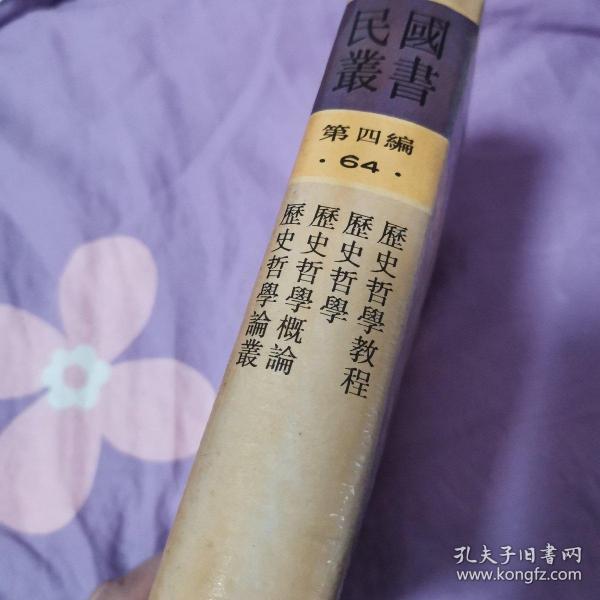 國書
民叢
第四編
·64·
歷史哲學教程
歷史哲學
歷史哲學概論
歷史哲學論叢
孔夫子旧书网
www.kongfz.com